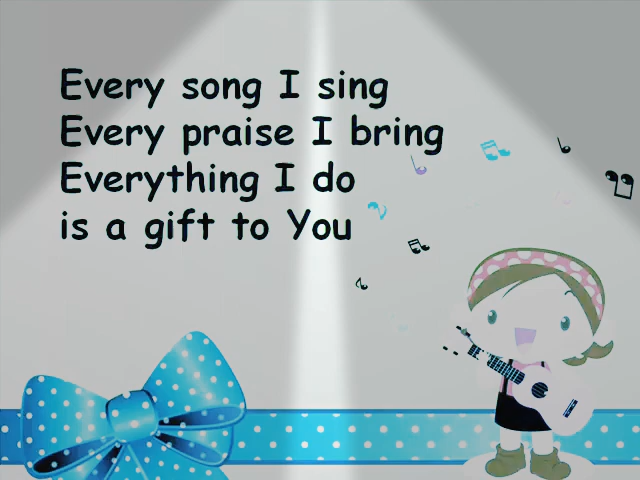 Every song I sing
Every praise I bring
Everything I do
is a gift to You